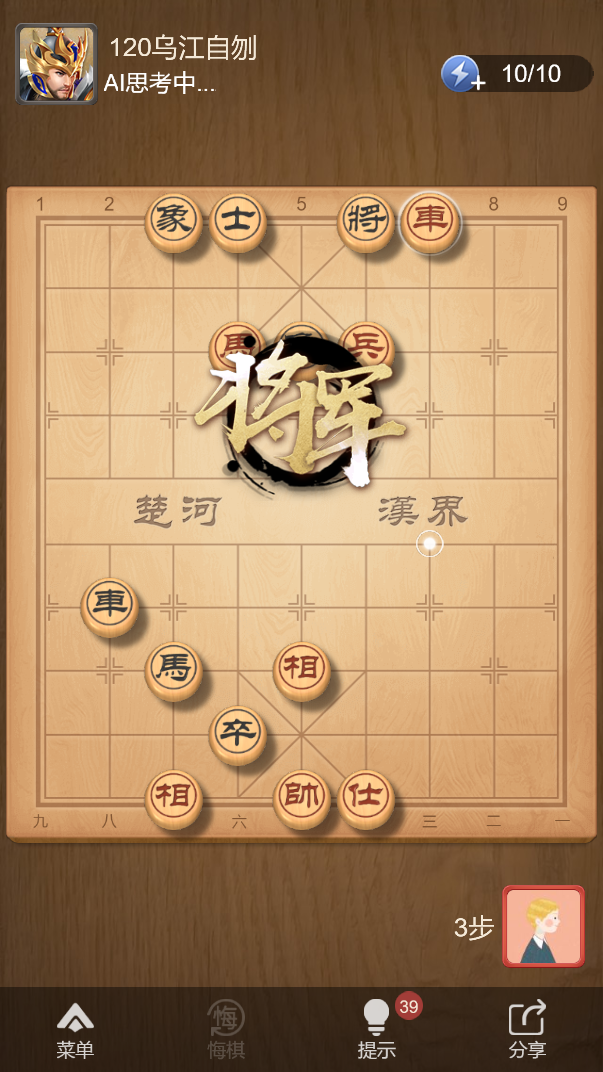 120乌江自刎
AI思考中...
10/10
1 2 5 8 9
象 士 將 車
馬 兵
将军
楚河 漢界
車
馬 相
卒
相 帥 仕
九 八 六 三 二 一
3步
39
菜单 悔棋 提示 分享